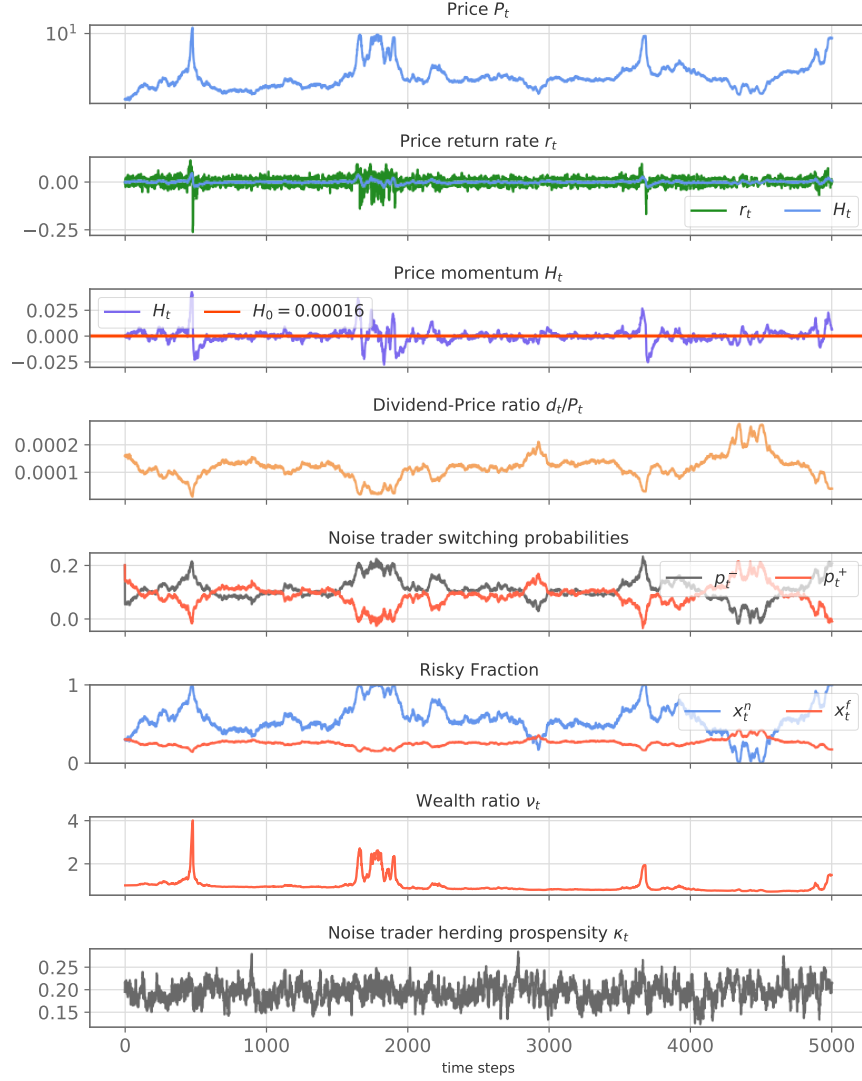 Price P_t
10^1
Price return rate r_t
0.00
−0.25
r_t H_t
Price momentum H_t
0.025
0.000
−0.025
H_t H_0 = 0.00016
Dividend-Price ratio d_t/P_t
0.0002
0.0001
Noise trader switching probabilities
0.2
0.0
p_t^− p_t^+
Risky Fraction
1
0
x_t^n x_t^f
Wealth ratio ν_t
4
2
Noise trader herding prospensity κ_t
0.25
0.20
0.15
0 1000 2000 3000 4000 5000
time steps